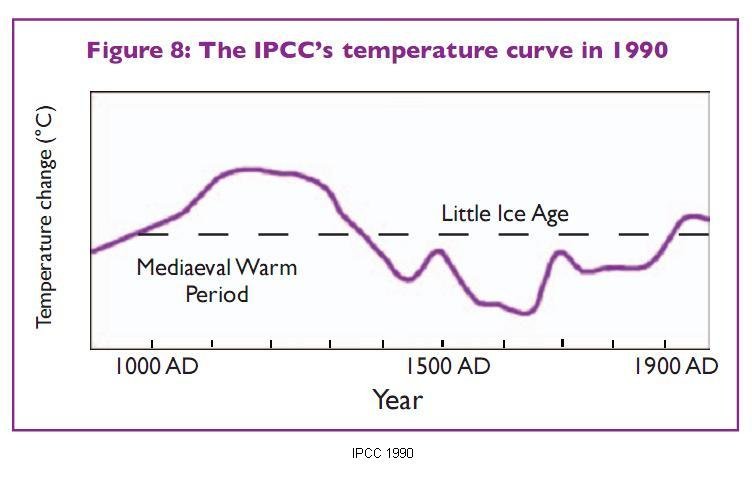 Figure 8: The IPCC's temperature curve in 1990
Temperature change (°C)
Little Ice Age
Mediaeval Warm
Period
1000 AD
1500 AD
1900 AD
Year
IPCC 1990